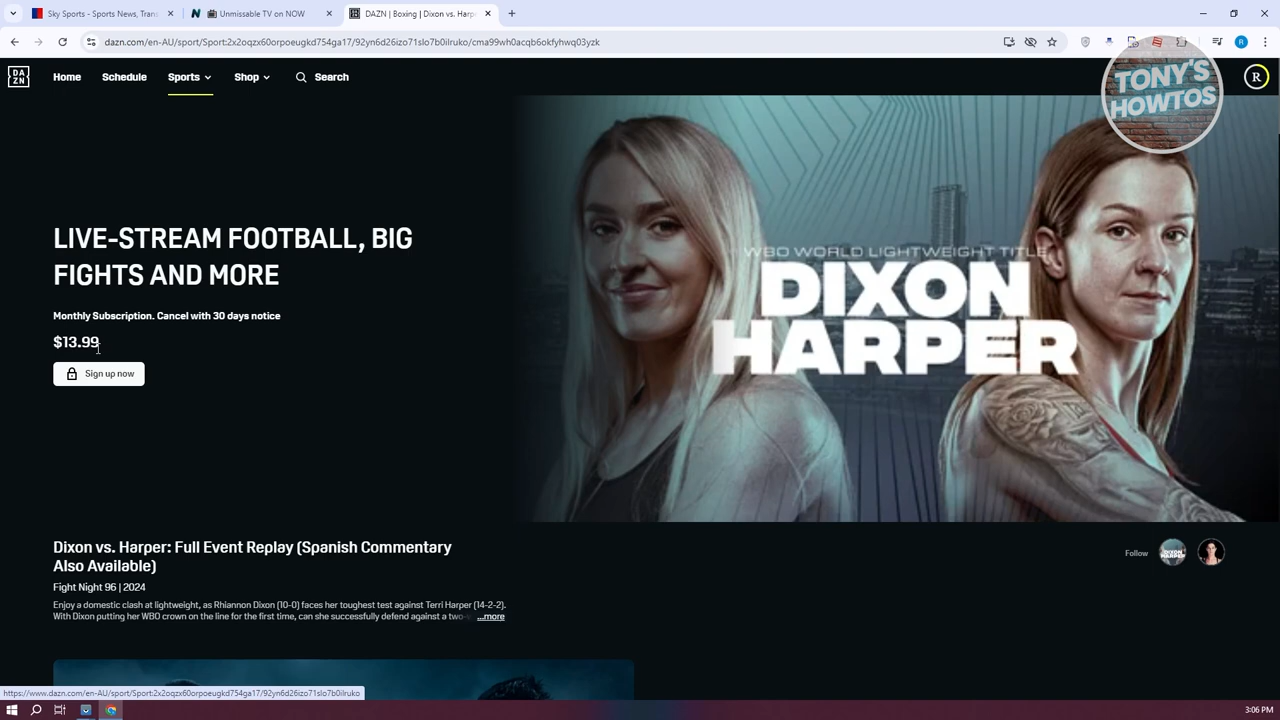 Sky Sports - Sports News, Tran
Unmissable TV on NOW
DAZN | Boxing | Dixon vs. Harp
dazn.com/en-AU/sport/Sport:2x2oqzx60orpoeugkd754ga17/92yn6d26izo71slo7b0ilruko/cma99wh0acqb6okfyhwq03yzk
DA
ZN
Home
Schedule
Sports
Shop
Search
R
R
TONY'S
HOWTOS
LIVE-STREAM FOOTBALL, BIG
FIGHTS AND MORE
Monthly Subscription. Cancel with 30 days notice
$13.99
Sign up now
WBO WORLD LIGHTWEIGHT TITLE
DIXON
HARPER
Dixon vs. Harper: Full Event Replay (Spanish Commentary
Also Available)
Follow
DIXON
HARPER
Fight Night 96 | 2024
Enjoy a domestic clash at lightweight, as Rhiannon Dixon (10-0) faces her toughest test against Terri Harper (14-2-2).
With Dixon putting her WBO crown on the line for the first time, can she successfully defend against a two- ...more
https://www.dazn.com/en-AU/sport/Sport:2x2oqzx60orpoeugkd754ga17/92yn6d26izo71slo7b0ilruko
3:06 PM